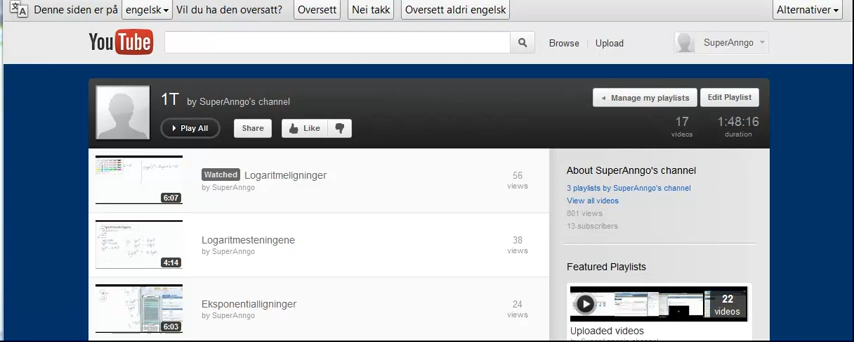 Denne siden er på engelsk Vil du ha den oversatt? Oversett Nei takk Oversett aldri engelsk Alternativer
YouTube Browse Upload SuperAnngo
1T by SuperAnngo's channel
Manage my playlists Edit Playlist
Play All Share Like
17 videos
1:48:16 duration
Watched Logaritmeligninger
by SuperAnngo
6:07
56 views
Logaritmesteningene
by SuperAnngo
4:14
38 views
Eksponentialligninger
by SuperAnngo
6:03
24 views
About SuperAnngo's channel
3 playlists by SuperAnngo's channel
View all videos
801 views
13 subscribers
Featured Playlists
22 videos
Uploaded videos